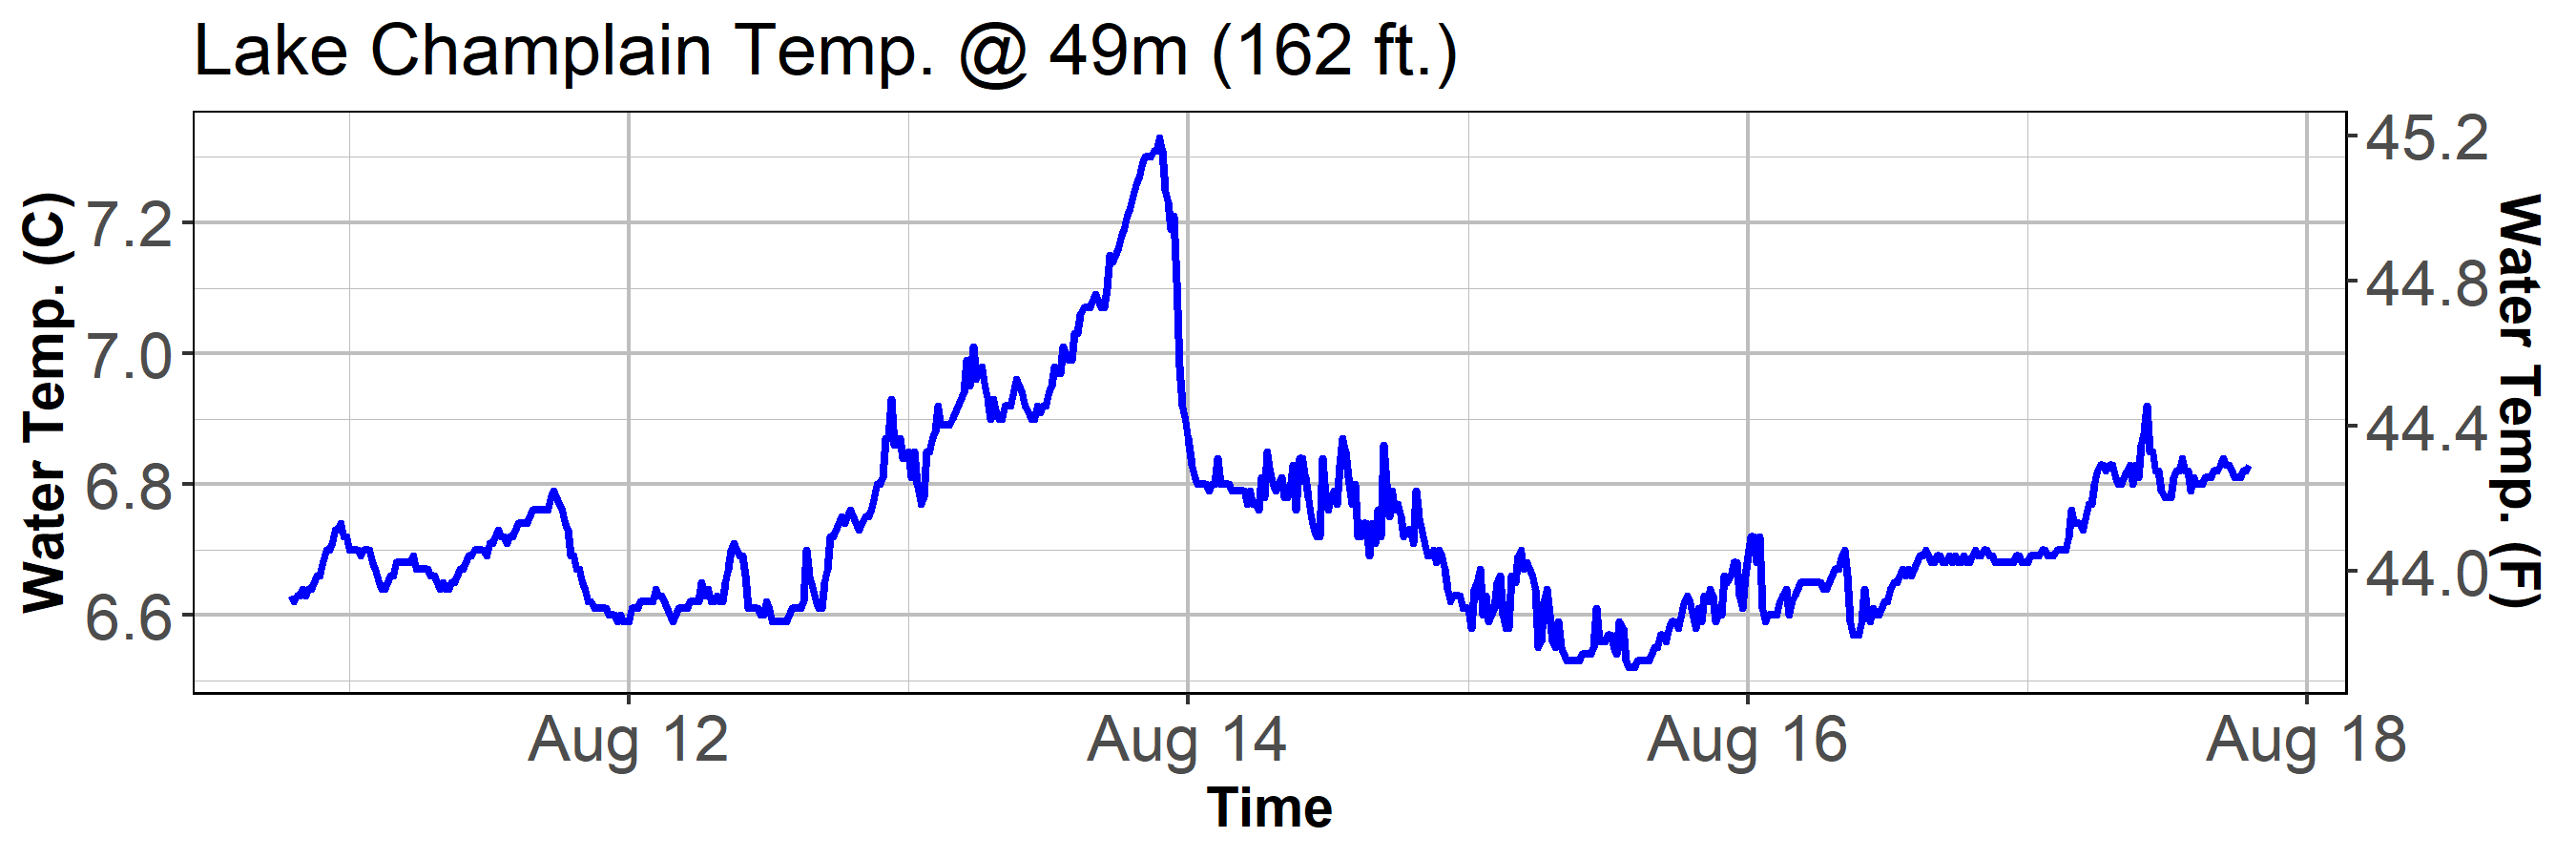 Lake Champlain Temp. @ 49m (162 ft.)
Water Temp. (C)
7.2
7.0
6.8
6.6
45.2
44.8
44.4
44.0
Water Temp. (F)
Aug 12
Aug 14
Aug 16
Aug 18
Time